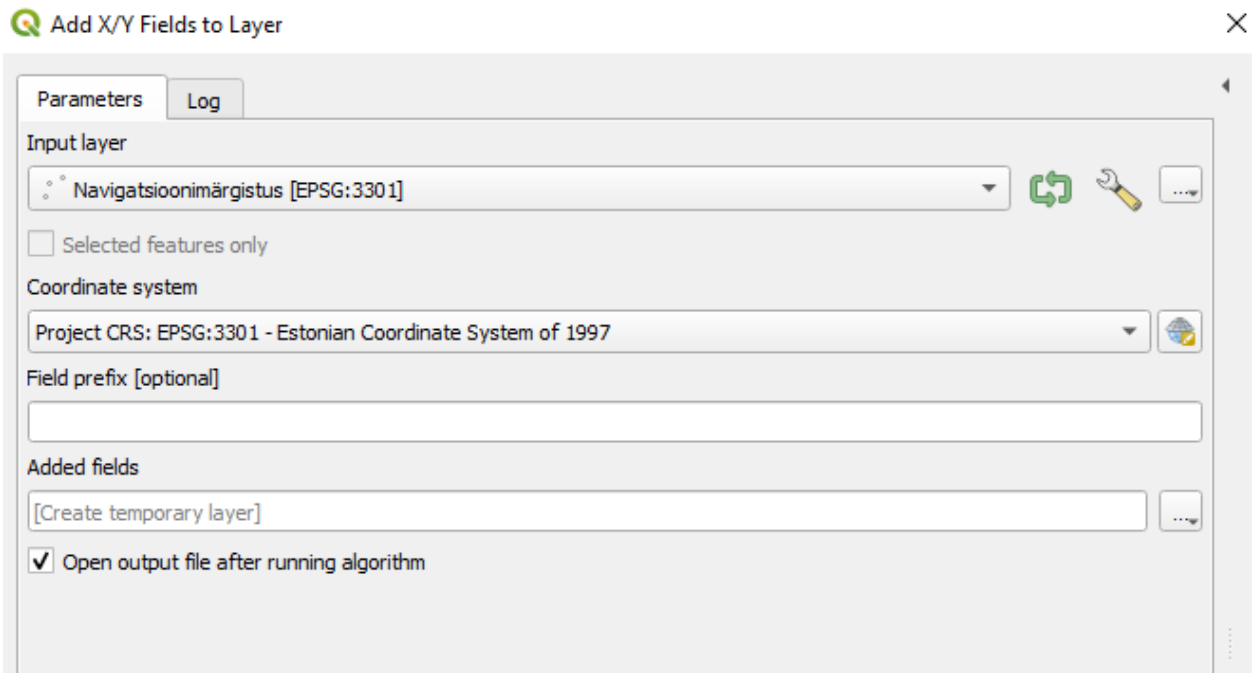 Add X/Y Fields to Layer
Parameters Log
Input layer
Navigatsioonimärgistus [EPSG:3301]
...
Selected features only
Coordinate system
Project CRS: EPSG:3301 - Estonian Coordinate System of 1997
Field prefix [optional]
Added fields
[Create temporary layer]
...
Open output file after running algorithm